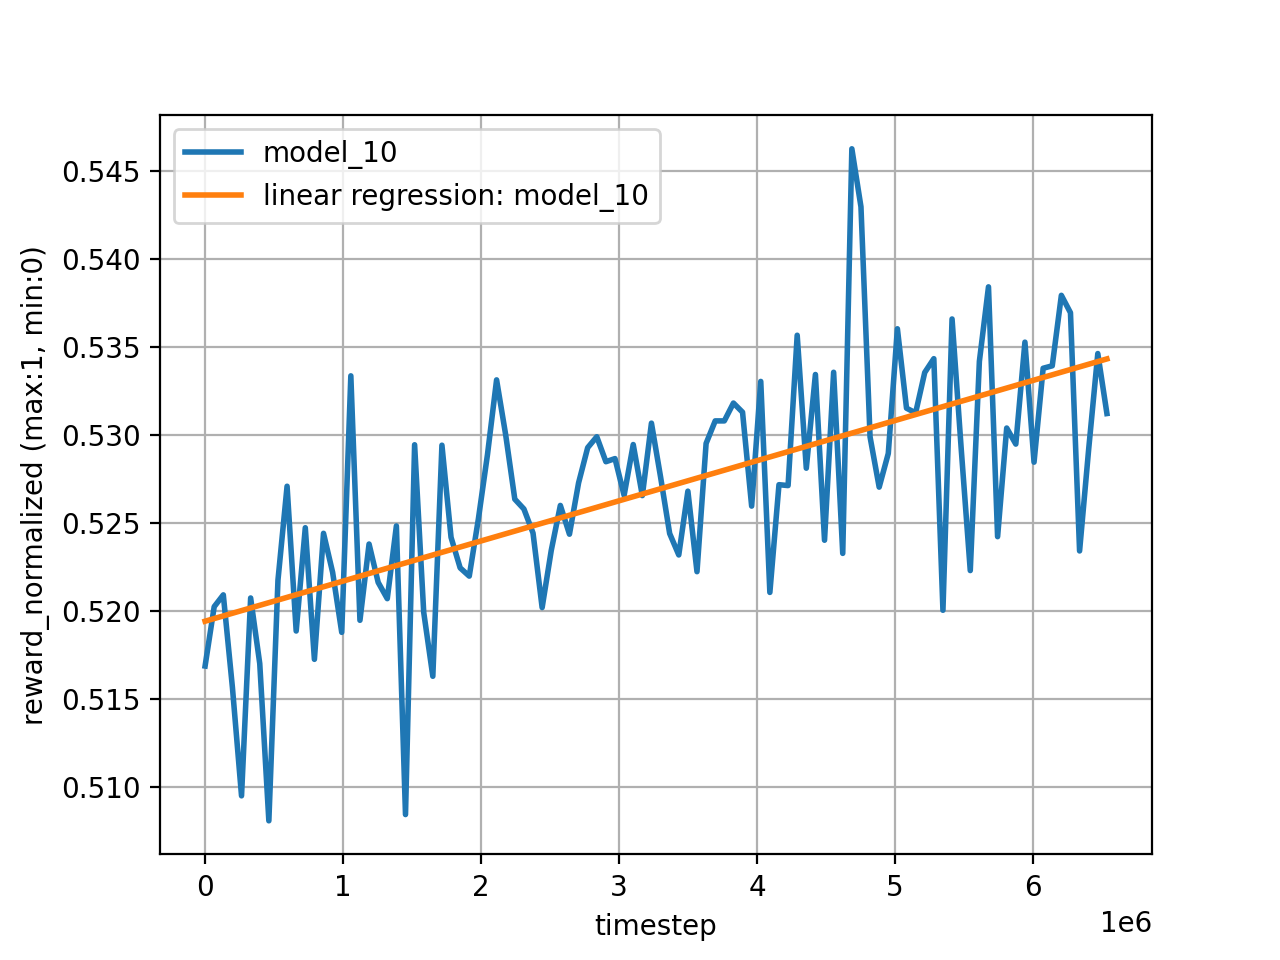 model_10
linear regression: model_10
reward_normalized (max:1, min:0)
0.545
0.540
0.535
0.530
0.525
0.520
0.515
0.510
0 1 2 3 4 5 6
1e6
timestep